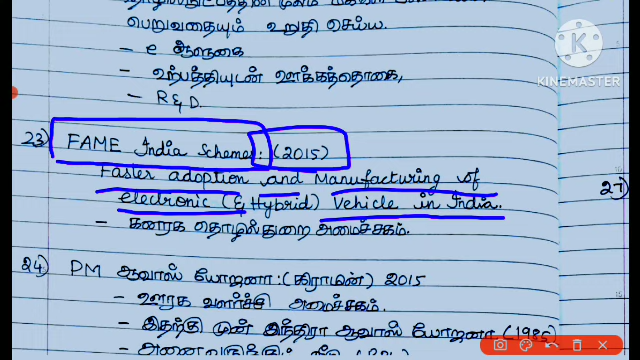 பெறுவதையும் உறுதி செய்ய.
- e ஆளுகை
- உற்பத்தியுடன் ஊக்கத்தொகை,
- R & D.
KINEMASTER
23) FAME India Scheme: (2015)
Faster adoption and Manufacturing of
electronic (& Hybrid) Vehicle in India.
- கனரக தொழில்துறை அமைச்சகம்.
27)
24) PM ஆவாஸ் யோஜனா: (கிராமின்) 2015
- ஊரக வளர்ச்சி அமைச்சகம்.
- இதற்கு முன் இந்திரா ஆவாஸ் யோஜனா (1985